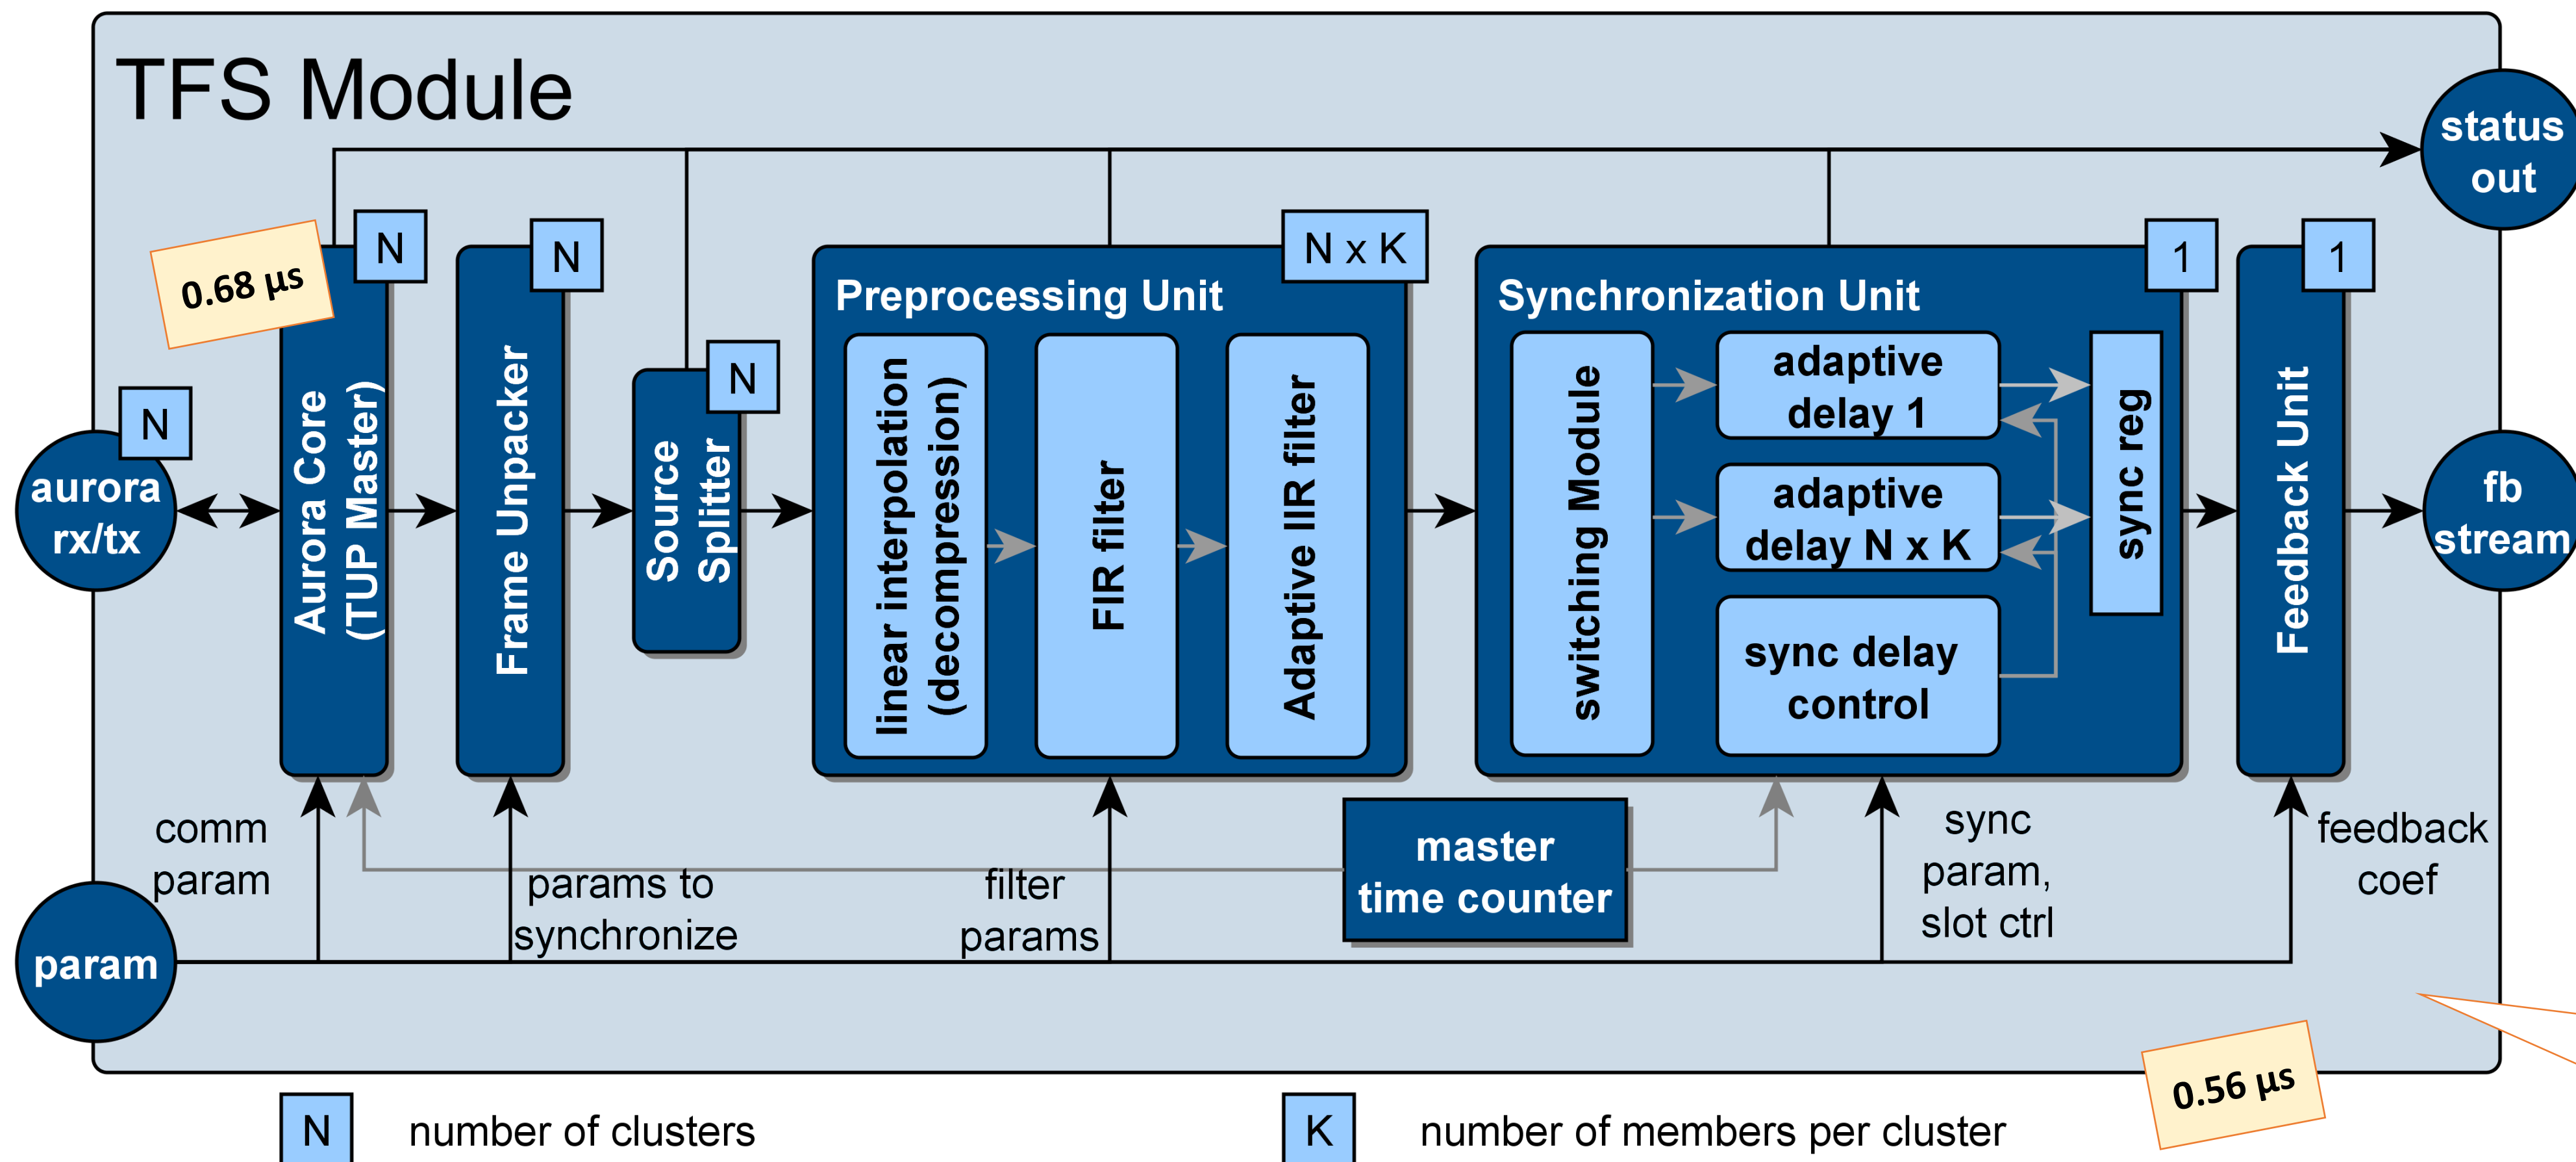 TFS Module
status
out
0.68 µs
N
N
N x K
1
1
Preprocessing Unit
Synchronization Unit
N
N
aurora
rx/tx
Aurora Core
(TUP Master)
Frame Unpacker
Source
Splitter
linear interpolation
(decompression)
FIR filter
Adaptive IIR filter
switching Module
adaptive
delay 1
adaptive
delay N x K
sync delay
control
sync reg
Feedback Unit
fb
stream
comm
param
params to
synchronize
filter
params
master
time counter
sync
param,
slot ctrl
feedback
coef
param
0.56 µs
N
number of clusters
K
number of members per cluster